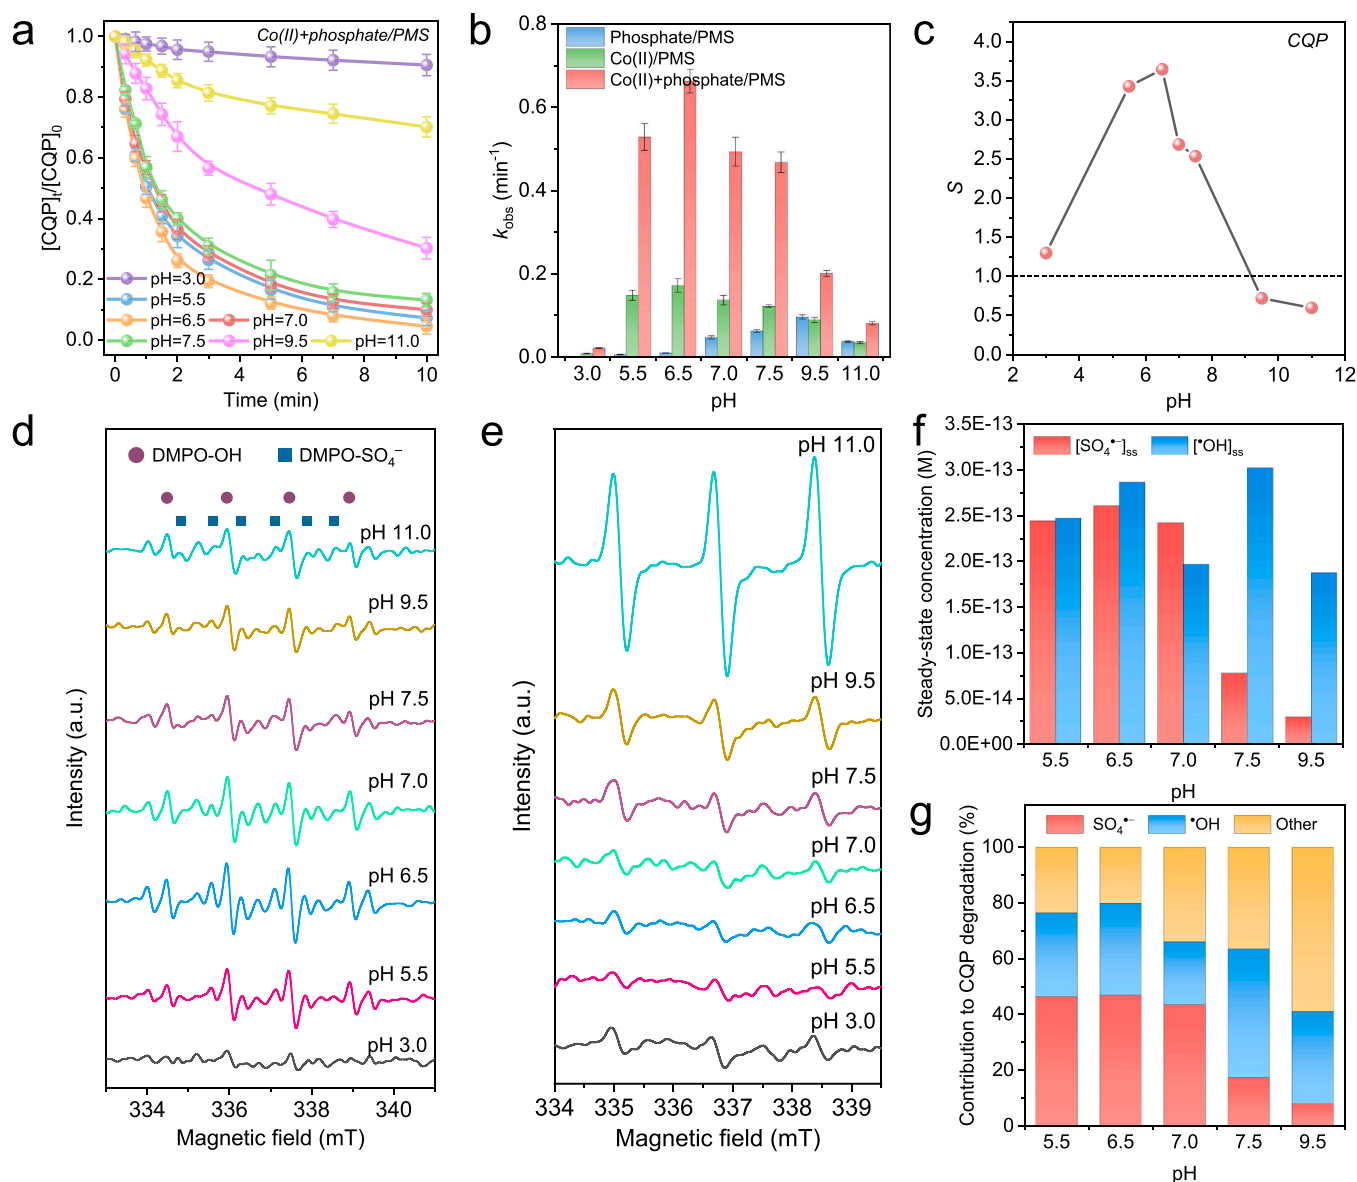 a
Co(II)+phosphate/PMS
1.0
0.8
0.6
0.4
0.2
0.0
[CQP]t/[CQP]0
pH=3.0
pH=5.5
pH=6.5 pH=7.0
pH=7.5 pH=9.5 pH=11.0
0 2 4 6 8 10
Time (min)
b
Phosphate/PMS
Co(II)/PMS
Co(II)+phosphate/PMS
0.8
0.6
0.4
0.2
0.0
kobs (min-1)
3.0 5.5 6.5 7.0 7.5 9.5 11.0
pH
c
CQP
4.0
3.5
3.0
2.5
2.0
1.5
1.0
0.5
0.0
S
2 4 6 8 10 12
pH
d
DMPO-OH DMPO-SO4−
pH 11.0
pH 9.5
pH 7.5
pH 7.0
pH 6.5
pH 5.5
pH 3.0
Intensity (a.u.)
334 336 338 340
Magnetic field (mT)
e
pH 11.0
pH 9.5
pH 7.5
pH 7.0
pH 6.5
pH 5.5
pH 3.0
Intensity (a.u.)
334 335 336 337 338 339
Magnetic field (mT)
f
[SO4•−]ss [•OH]ss
3.5E-13
3.0E-13
2.5E-13
2.0E-13
1.5E-13
1.0E-13
5.0E-14
0.0E+00
Steady-state concentration (M)
5.5 6.5 7.0 7.5 9.5
pH
g
SO4•− •OH Other
100
80
60
40
20
0
Contribution to CQP degradation (%)
5.5 6.5 7.0 7.5 9.5
pH